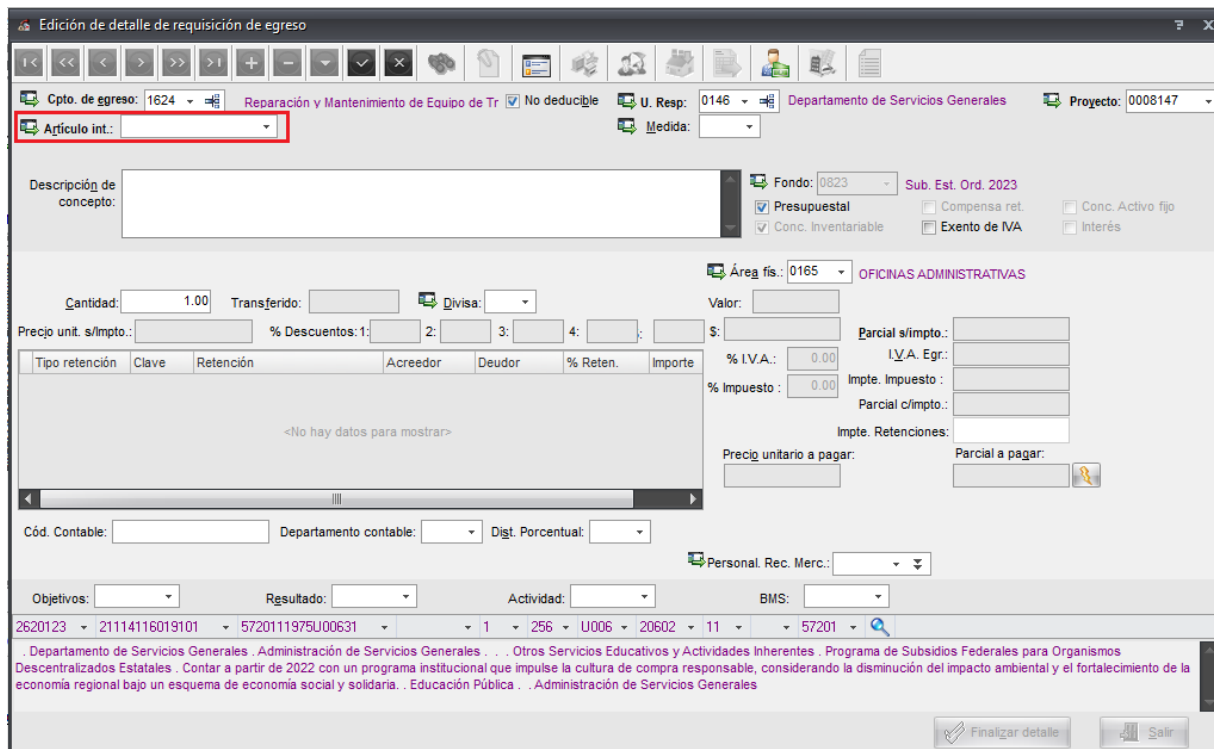 Edición de detalle de requisición de egreso
Cpto. de egreso: 1624 Reparación y Mantenimiento de Equipo de Tr No deducible U. Resp: 0146 Departamento de Servicios Generales Proyecto: 0008147
Artículo int.: Medida:
Descripción de concepto:
Fondo: 0823 Sub. Est. Ord. 2023
Presupuestal Compensa ret. Conc. Activo fijo
Conc. Inventariable Exento de IVA Interés
Área fís.: 0165 OFICINAS ADMINISTRATIVAS
Cantidad: 1.00 Transferido: Divisa: Valor:
Precio unit. s/Impto.: % Descuentos: 1: 2: 3: 4: $: Parcial s/impto.:
Tipo retención Clave Retención Acreedor Deudor % Reten. Importe
<No hay datos para mostrar>
% I.V.A.: 0.00 I.V.A. Egr.:
% Impuesto : 0.00 Impte. Impuesto :
Parcial c/impto.:
Impte. Retenciones:
Precio unitario a pagar: Parcial a pagar:
Cód. Contable: Departamento contable: Dist. Porcentual:
Personal. Rec. Merc.:
Objetivos: Resultado: Actividad: BMS:
2620123 21114116019101 5720111975U00631 1 256 U006 20602 11 57201
. Departamento de Servicios Generales . Administración de Servicios Generales . . . Otros Servicios Educativos y Actividades Inherentes . Programa de Subsidios Federales para Organismos
Descentralizados Estatales . Contar a partir de 2022 con un programa institucional que impulse la cultura de compra responsable, considerando la disminución del impacto ambiental y el fortalecimiento de la
economía regional bajo un esquema de economía social y solidaria. . Educación Pública . . Administración de Servicios Generales
Finalizar detalle Salir